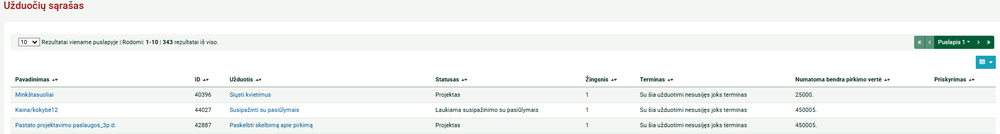 Užduočių sąrašas
10 Rezultatai viename puslapyje | Rodomi: 1-10 | 343 rezultatai iš viso. « ‹ Puslapis 1 › »
Pavadinimas ID Užduotis Statusas Žingsnis Terminas Numatoma bendra pirkimo vertė Priskyrimas
Minkštasuoliai 40396 Siųsti kvietimus Projektas 1 Su šia užduotimi nesusijęs joks terminas 25000.
Kaina/kokybė12 44027 Susipažinti su pasiūlymais Laukiama susipažinimo su pasiūlymais 1 Su šia užduotimi nesusijęs joks terminas 450005.
Pastato projektavimo paslaugos_3p.d. 42887 Paskelbti skelbimą apie pirkimą Projektas 1 Su šia užduotimi nesusijęs joks terminas 450005.